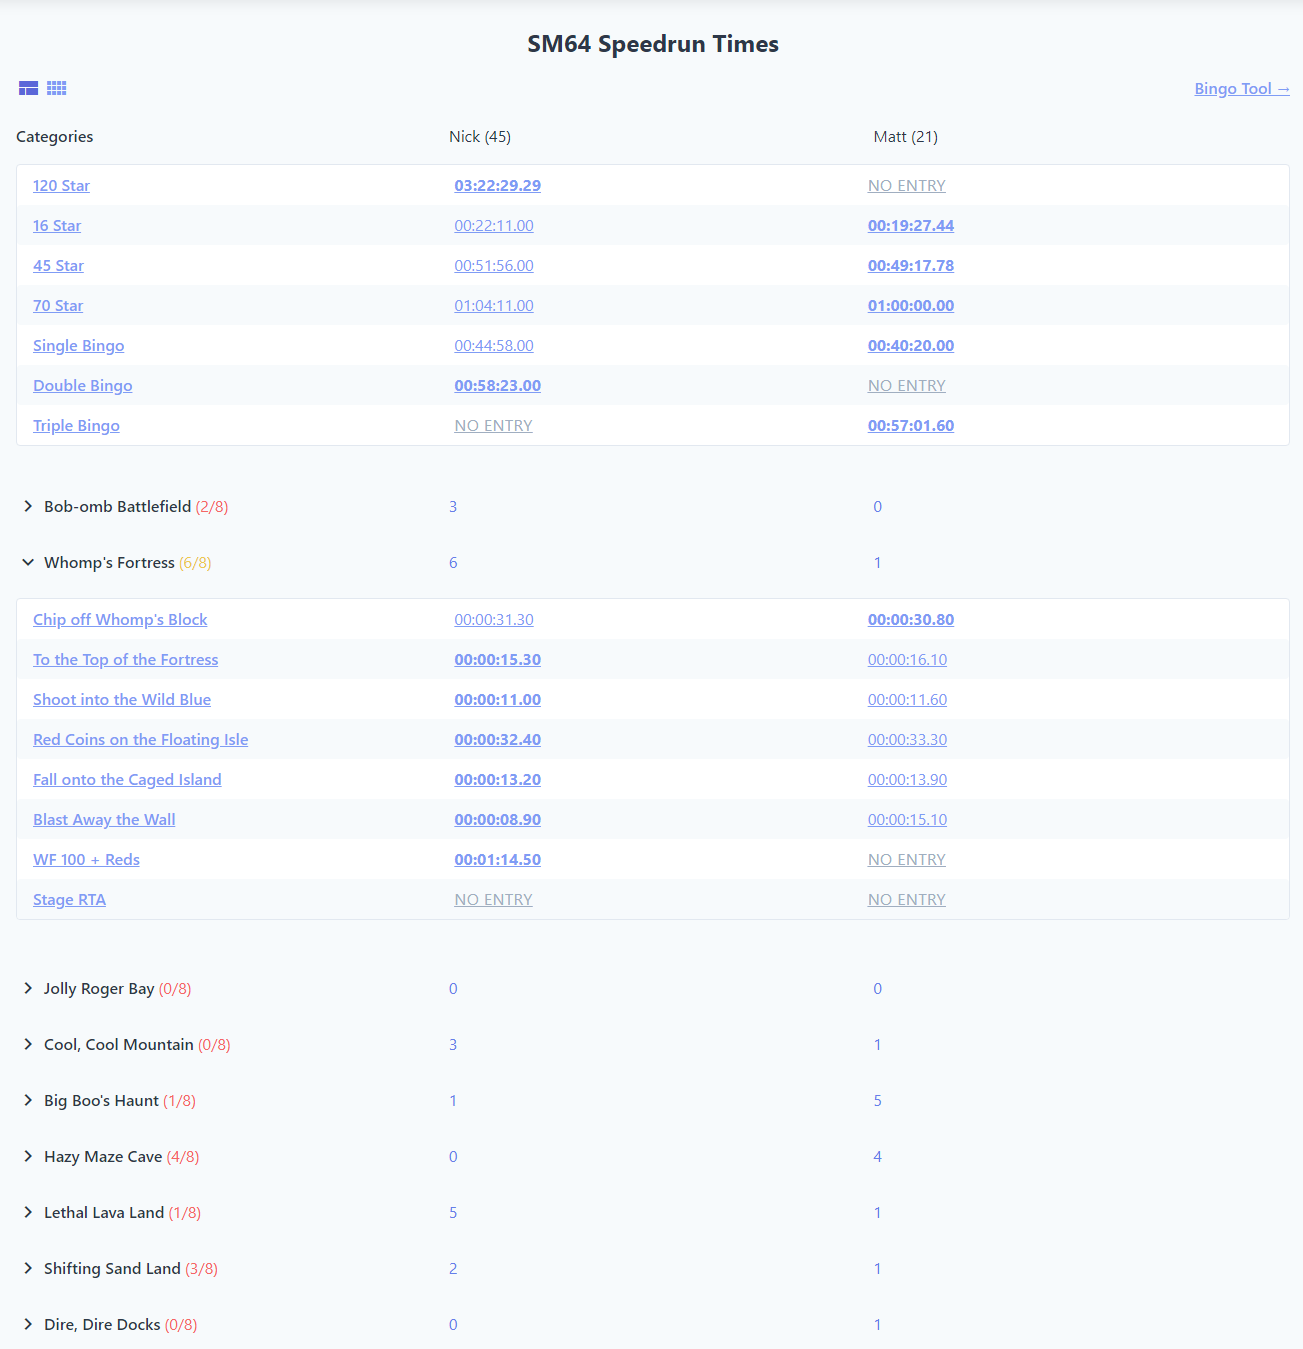 SM64 Speedrun Times
Bingo Tool →
Categories Nick (45) Matt (21)
120 Star 03:22:29.29 NO ENTRY
16 Star 00:22:11.00 00:19:27.44
45 Star 00:51:56.00 00:49:17.78
70 Star 01:04:11.00 01:00:00.00
Single Bingo 00:44:58.00 00:40:20.00
Double Bingo 00:58:23.00 NO ENTRY
Triple Bingo NO ENTRY 00:57:01.60
Bob-omb Battlefield (2/8) 3 0
Whomp's Fortress (6/8) 6 1
Chip off Whomp's Block 00:00:31.30 00:00:30.80
To the Top of the Fortress 00:00:15.30 00:00:16.10
Shoot into the Wild Blue 00:00:11.00 00:00:11.60
Red Coins on the Floating Isle 00:00:32.40 00:00:33.30
Fall onto the Caged Island 00:00:13.20 00:00:13.90
Blast Away the Wall 00:00:08.90 00:00:15.10
WF 100 + Reds 00:01:14.50 NO ENTRY
Stage RTA NO ENTRY NO ENTRY
Jolly Roger Bay (0/8) 0 0
Cool, Cool Mountain (0/8) 3 1
Big Boo's Haunt (1/8) 1 5
Hazy Maze Cave (4/8) 0 4
Lethal Lava Land (1/8) 5 1
Shifting Sand Land (3/8) 2 1
Dire, Dire Docks (0/8) 0 1